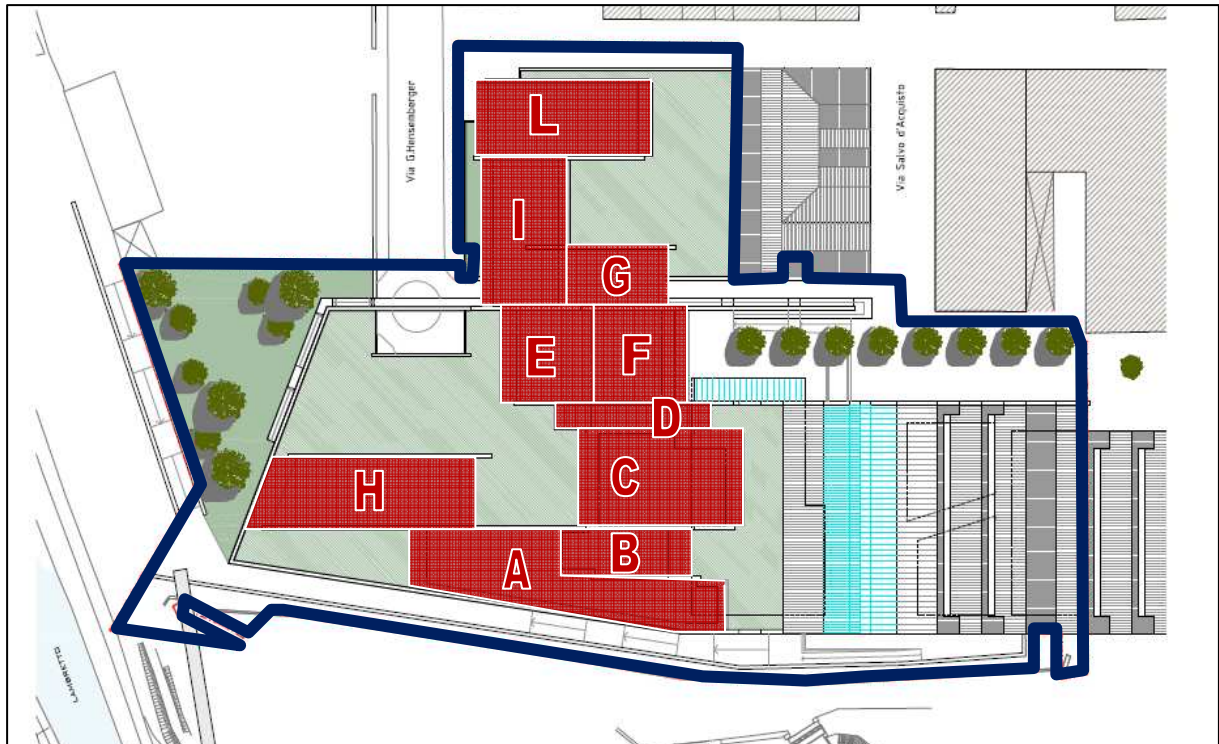 L
Via G.Hensemberger
Via Salvo d'Acquisto
I
G
E
F
D
C
H
B
A
LAMBRETTO